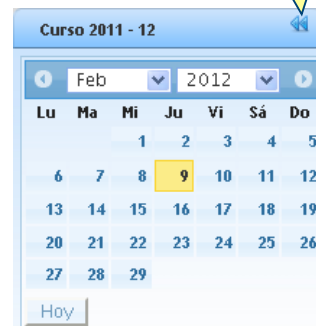 Curso 2011 - 12
Feb 2012
Lu Ma Mi Ju Vi Sá Do
1 2 3 4 5
6 7 8 9 10 11 12
13 14 15 16 17 18 19
20 21 22 23 24 25 26
27 28 29
Hoy